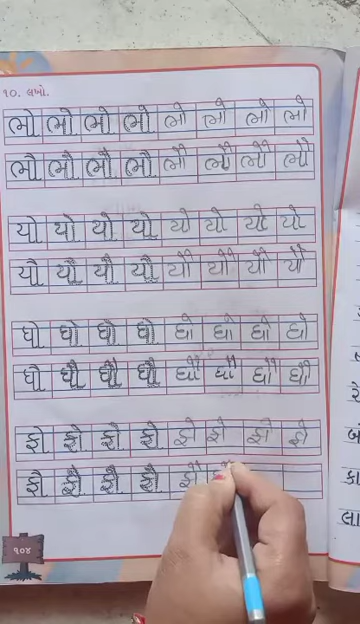 ૧૦. લખો.
ભો ભો ભો ભો ભો ભો ભો ભો
ભૌ ભૌ ભૌ ભૌ ભૌ ભૌ ભૌ ભૌ
યો યો યો યો યો યો યો યો
યૌ યૌ યૌ યૌ યૌ યૌ યૌ યૌ
ધો ધો ધો ધો ધો ધો ધો ધો
ધૌ ધૌ ધૌ ધૌ ધૌ ધૌ ધૌ ધૌ
ફો ફો ફો ફો ફો ફો ફો ફો
ફૌ ફૌ ફૌ ફૌ ફૌ
૧૦૪